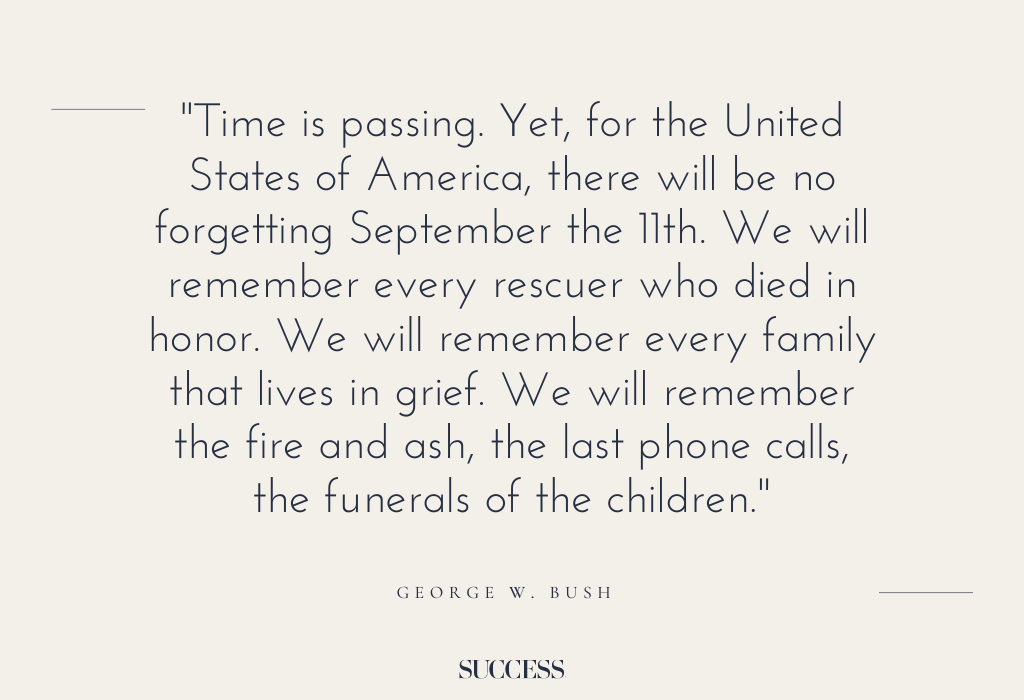 "Time is passing. Yet, for the United
States of America, there will be no
forgetting September the 11th. We will
remember every rescuer who died in
honor. We will remember every family
that lives in grief. We will remember
the fire and ash, the last phone calls,
the funerals of the children."
GEORGE W. BUSH
SUCCESS